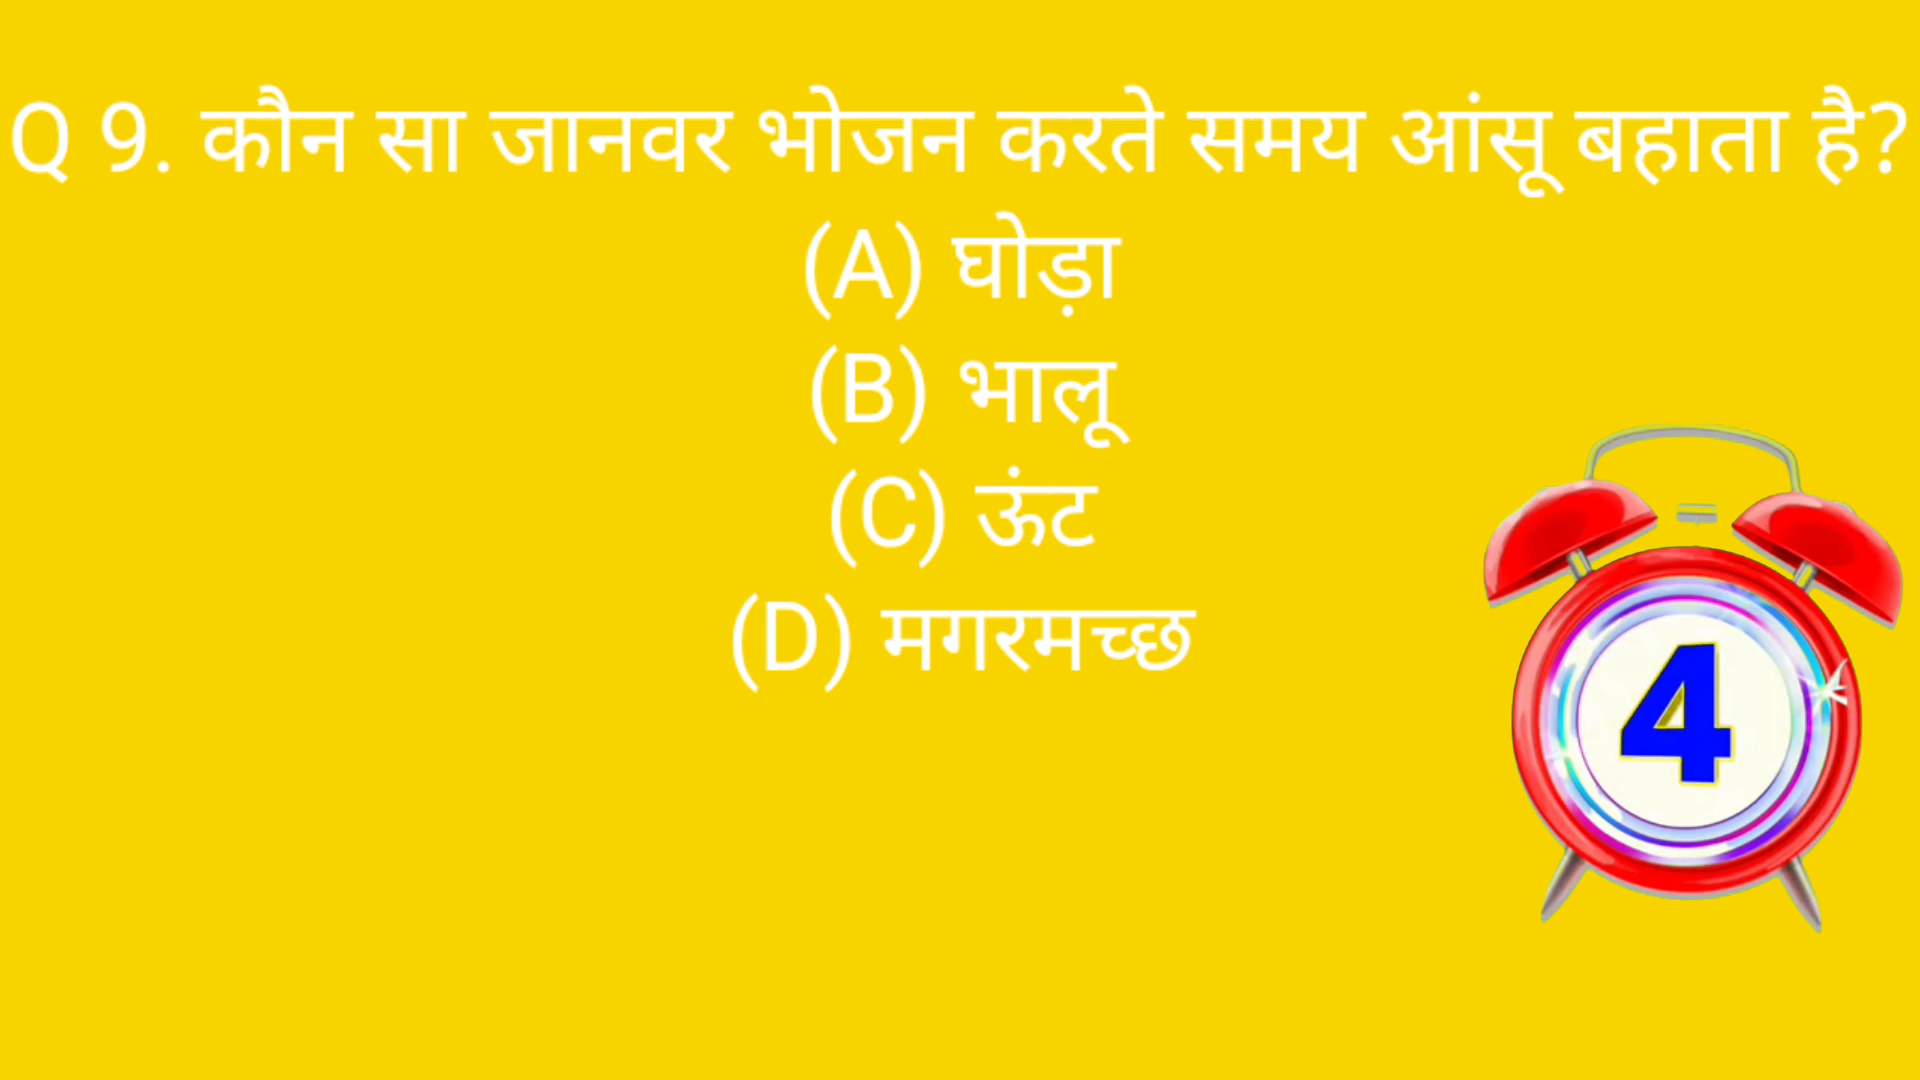 Q 9. कौन सा जानवर भोजन करते समय आंसू बहाता है?
(A) घोड़ा
(B) भालू
(C) ऊंट
(D) मगरमच्छ
4